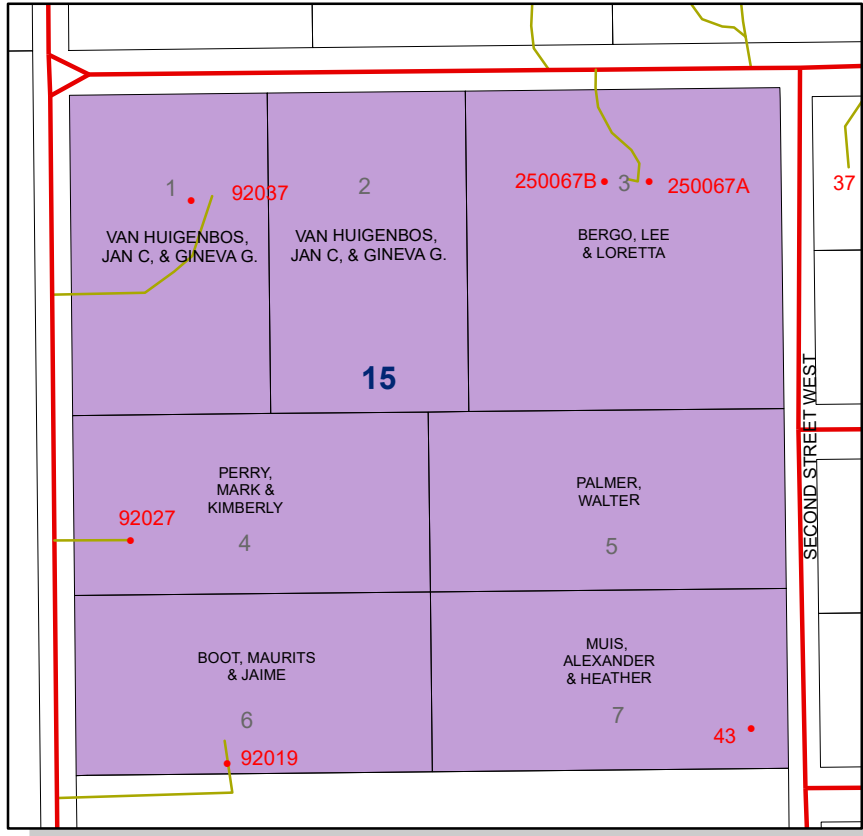 1
92037
VAN HUIGENBOS,
JAN C, & GINEVA G.
2
VAN HUIGENBOS,
JAN C, & GINEVA G.
250067B
3
250067A
BERGO, LEE
& LORETTA
37
15
SECOND STREET WEST
PERRY,
MARK &
KIMBERLY
92027
4
PALMER,
WALTER
5
BOOT, MAURITS
& JAIME
6
92019
MUIS,
ALEXANDER
& HEATHER
7
43